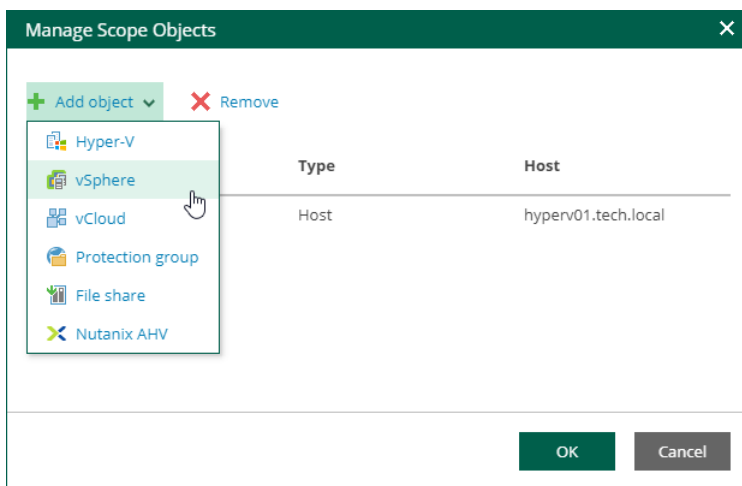 Manage Scope Objects
Add object Remove
Hyper-V
vSphere
vCloud
Protection group
File share
Nutanix AHV
Type Host
Host hyperv01.tech.local
OK Cancel